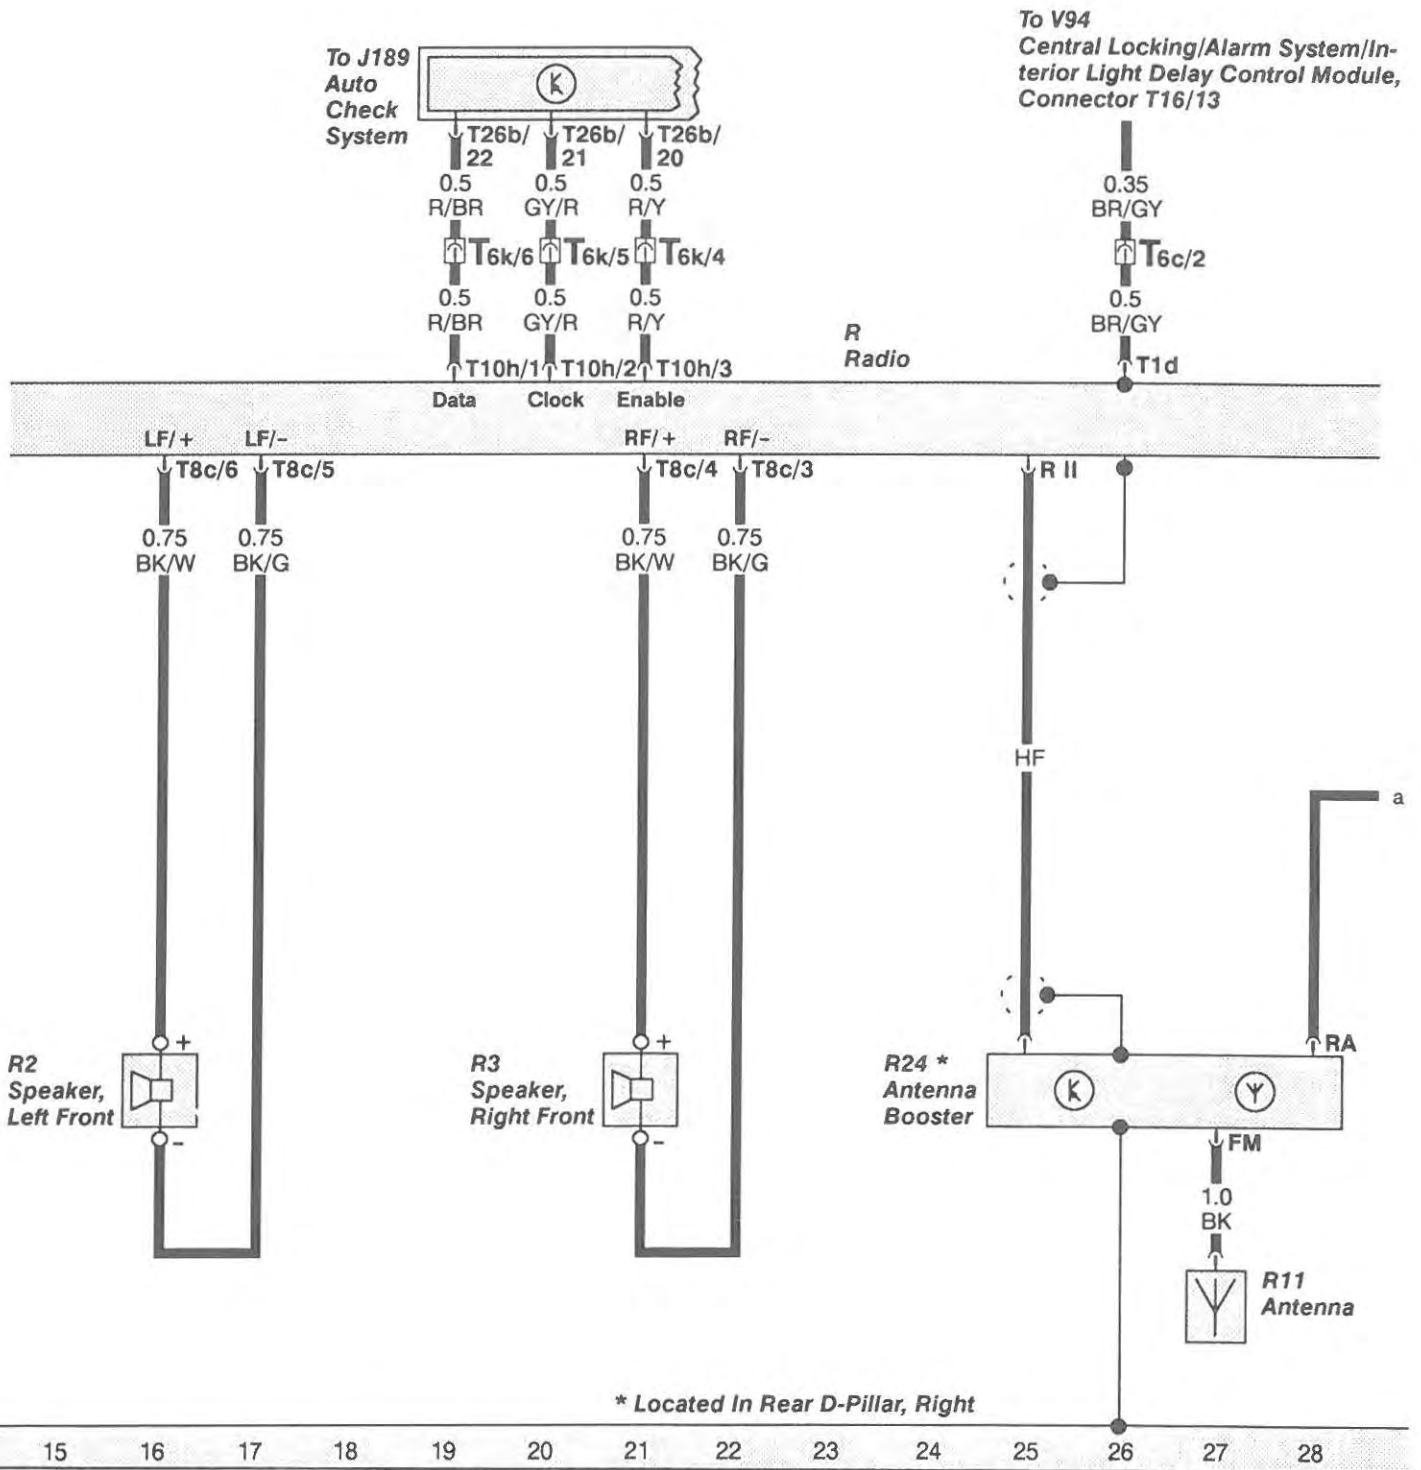 To V94
Central Locking/Alarm System/In-
terior Light Delay Control Module,
Connector T16/13
To J189
Auto
Check
System
T26b/ T26b/ T26b/
22 21 20
0.5 0.5 0.5 0.35
R/BR GY/R R/Y BR/GY
T6k/6 T6k/5 T6k/4 T6c/2
0.5 0.5 0.5 0.5
R/BR GY/R R/Y BR/GY
R
Radio
T10h/1 T10h/2 T10h/3 T1d
Data Clock Enable
LF/+ LF/- RF/+ RF/-
T8c/6 T8c/5 T8c/4 T8c/3 R II
0.75 0.75 0.75 0.75
BK/W BK/G BK/W BK/G
HF
a
+ + RA
R2
Speaker,
Left Front
-
R3
Speaker,
Right Front
-
R24 *
Antenna
Booster
FM
1.0
BK
R11
Antenna
* Located In Rear D-Pillar, Right
15 16 17 18 19 20 21 22 23 24 25 26 27 28